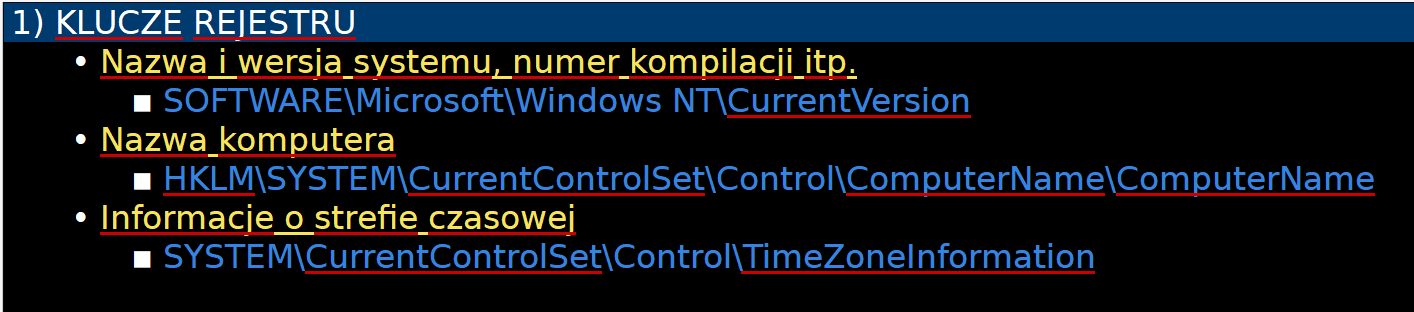 1) KLUCZE REJESTRU
• Nazwa i wersja systemu, numer kompilacji itp.
■ SOFTWARE\Microsoft\Windows NT\CurrentVersion
• Nazwa komputera
■ HKLM\SYSTEM\CurrentControlSet\Control\ComputerName\ComputerName
• Informacje o strefie czasowej
■ SYSTEM\CurrentControlSet\Control\TimeZoneInformation